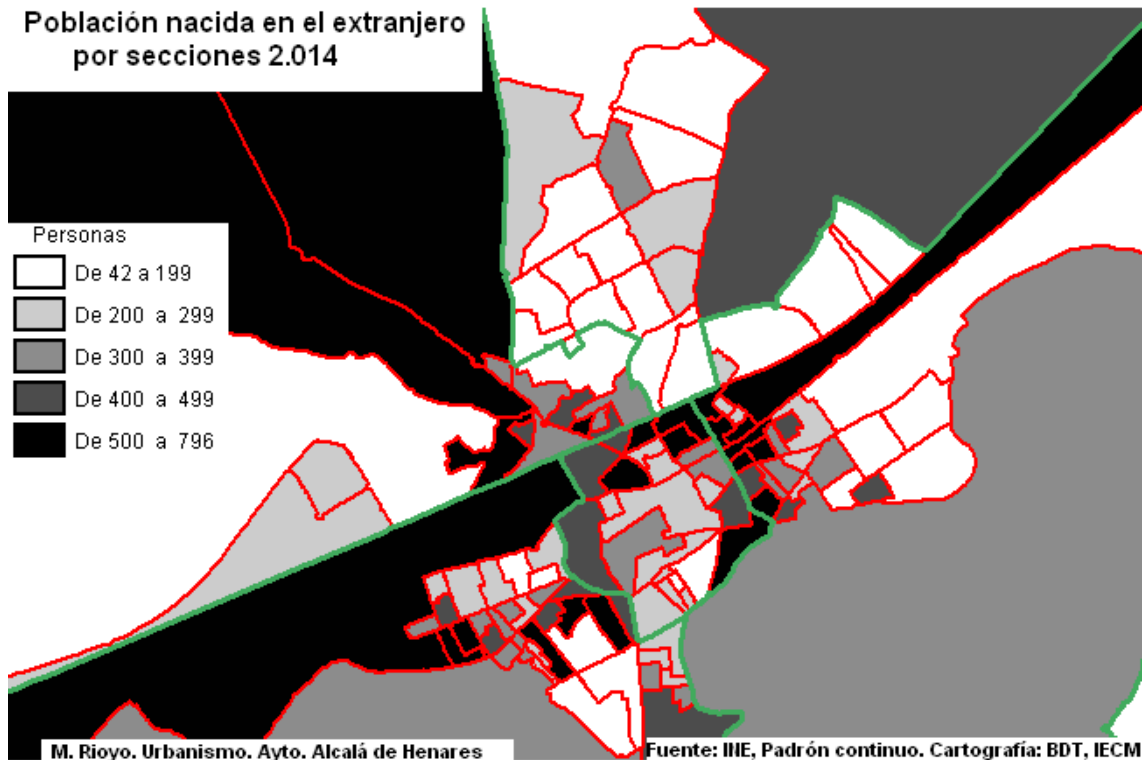 Población nacida en el extranjero
por secciones 2.014
Personas
De 42 a 199
De 200 a 299
De 300 a 399
De 400 a 499
De 500 a 796
M. Rioyo. Urbanismo. Ayto. Alcalá de Henares
Fuente: INE, Padrón continuo. Cartografía: BDT, IECM